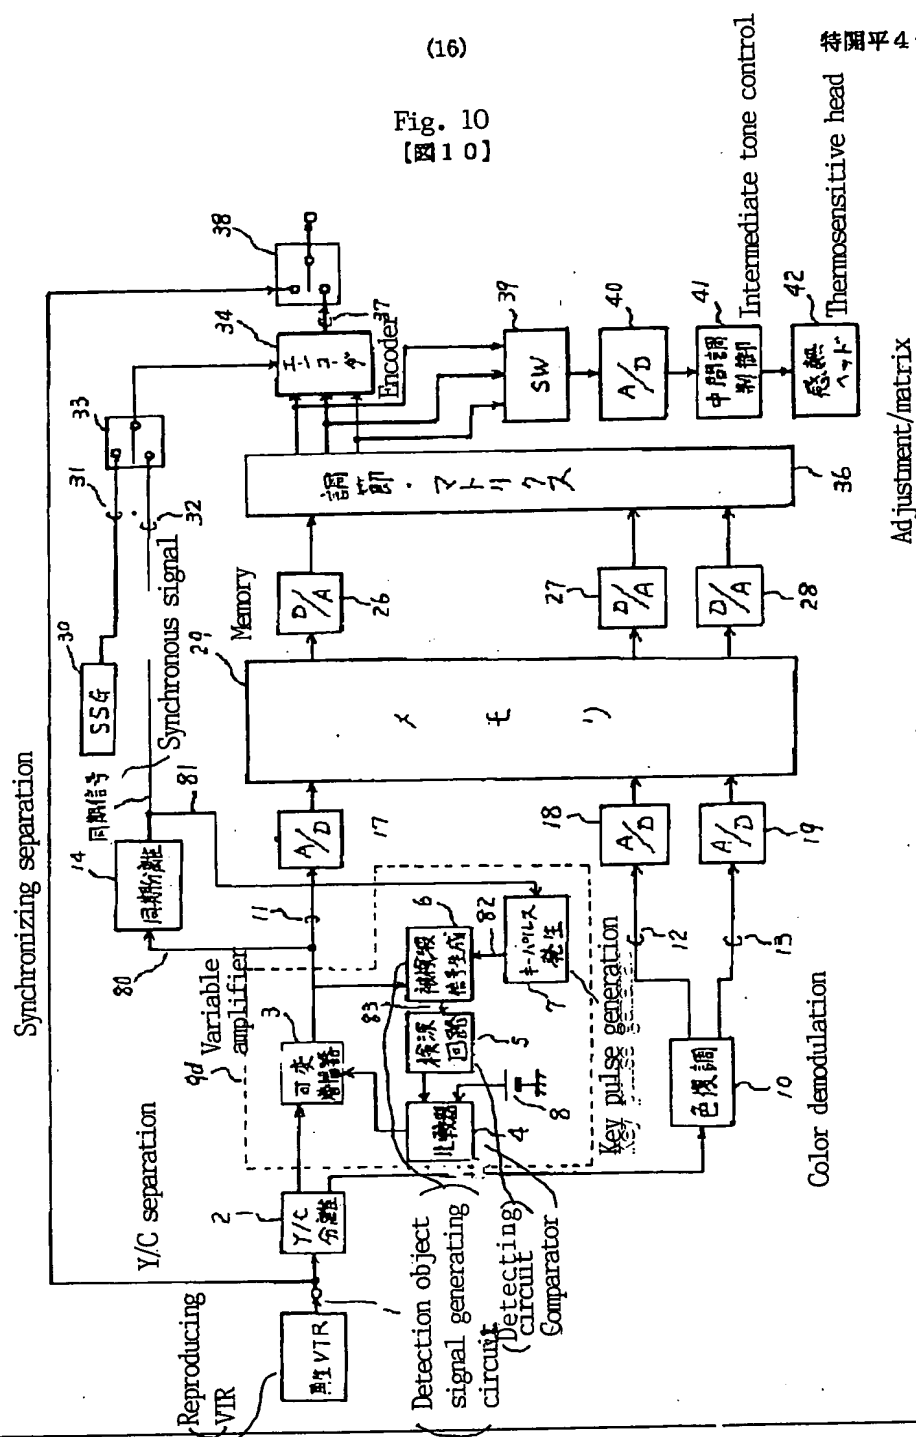 (16)
特開平4
Fig. 10
【図10】
Synchronizing separation
Y/C separation
9d Variable
amplifier
Reproducing
VTR
再生VTR
1
2
Y/C
分離
3
可変
増幅器
80
14
同期分離
同期信号
Synchronous signal
81
30
SSG
31
32
33
34
エンコーダ
Encoder
37
38
11
A/D
17
6
被検波
信号生成
82
83
キーパルス
発生
7
検波
回路
5
比較器
4
8
Key pulse generation
Detection object
signal generating
circuit
(Detecting
circuit
Comparator
29
Memory
メモリ
A/D
18
A/D
19
12
13
色復調
10
Color demodulation
D/A
26
27
D/A
D/A
28
調節・マトリクス
36
Adjustment/matrix
39
SW
40
A/D
41
中間調
制御
Intermediate tone control
42
感熱
ヘッド
Thermosensitive head